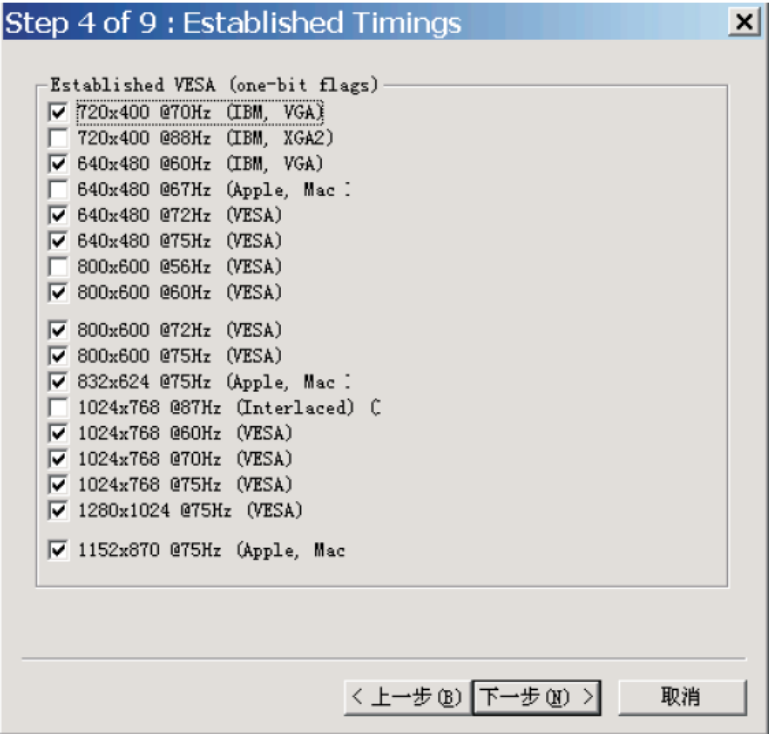 Step 4 of 9 : Established Timings
Established VESA (one-bit flags)
720x400 @70Hz (IBM, VGA)
720x400 @88Hz (IBM, XGA2)
640x480 @60Hz (IBM, VGA)
640x480 @67Hz (Apple, Mac
640x480 @72Hz (VESA)
640x480 @75Hz (VESA)
800x600 @56Hz (VESA)
800x600 @60Hz (VESA)
800x600 @72Hz (VESA)
800x600 @75Hz (VESA)
832x624 @75Hz (Apple, Mac
1024x768 @87Hz (Interlaced) (
1024x768 @60Hz (VESA)
1024x768 @70Hz (VESA)
1024x768 @75Hz (VESA)
1280x1024 @75Hz (VESA)
1152x870 @75Hz (Apple, Mac
< 上一步(B) 下一步(N) > 取消